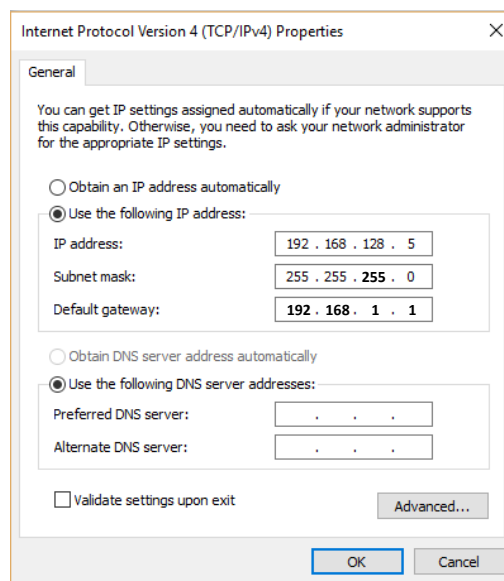 Internet Protocol Version 4 (TCP/IPv4) Properties
General
You can get IP settings assigned automatically if your network supports
this capability. Otherwise, you need to ask your network administrator
for the appropriate IP settings.
Obtain an IP address automatically
Use the following IP address:
IP address: 192 . 168 . 128 . 5
Subnet mask: 255 . 255 . 255 . 0
Default gateway: 192 . 168 . 1 . 1
Obtain DNS server address automatically
Use the following DNS server addresses:
Preferred DNS server: . . .
Alternate DNS server: . . .
Validate settings upon exit
Advanced...
OK Cancel